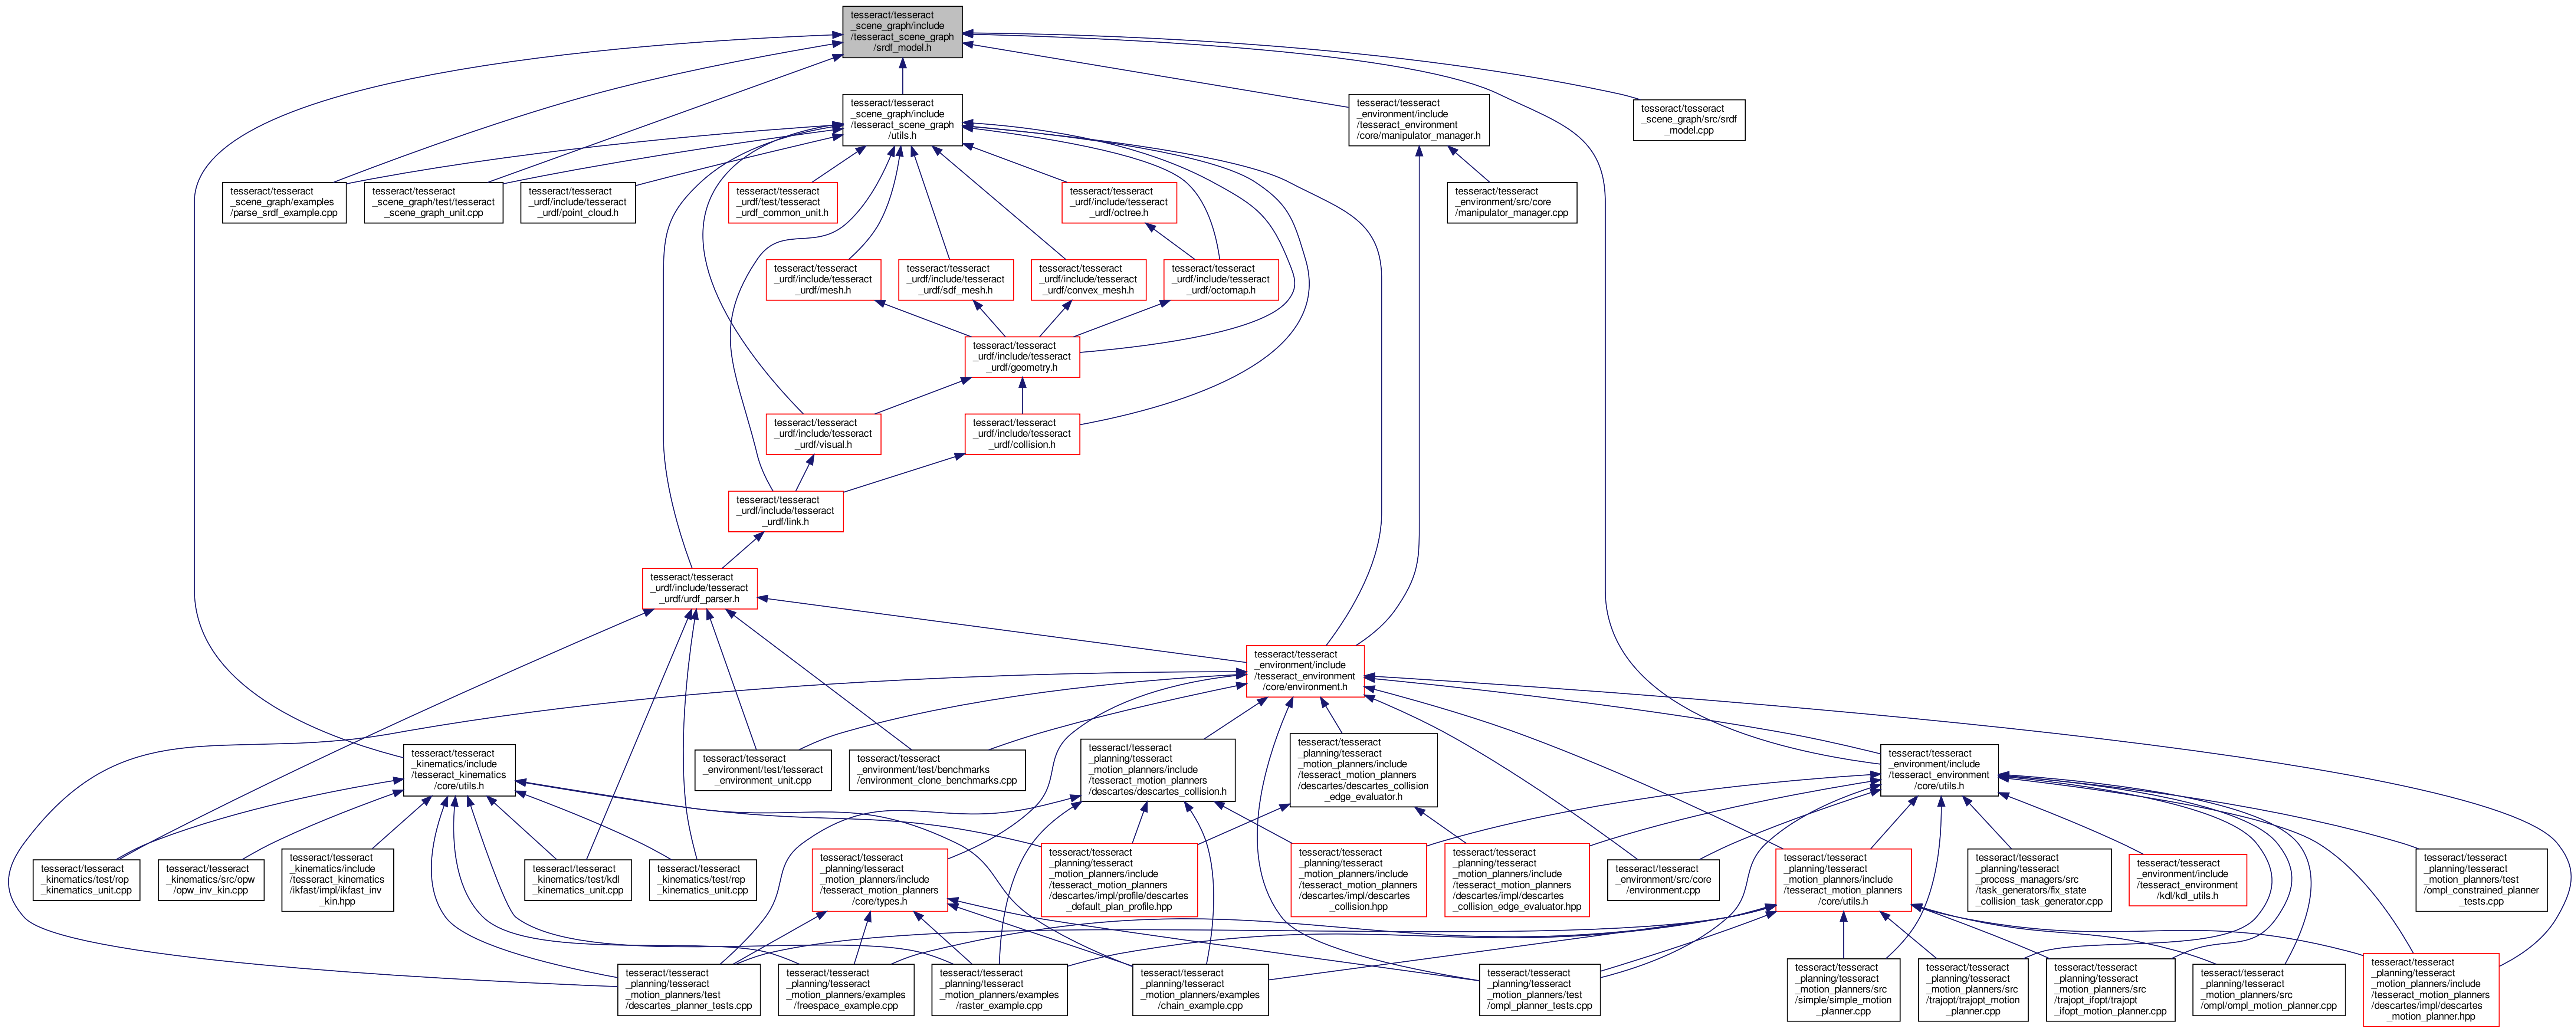 tesseract/tesseract
_scene_graph/include
/tesseract_scene_graph
/srdf_model.h
tesseract/tesseract
_scene_graph/include
/tesseract_scene_graph
/utils.h
tesseract/tesseract
_environment/include
/tesseract_environment
/core/manipulator_manager.h
tesseract/tesseract
_scene_graph/src/srdf
_model.cpp
tesseract/tesseract
_scene_graph/examples
/parse_srdf_example.cpp
tesseract/tesseract
_scene_graph/test/tesseract
_scene_graph_unit.cpp
tesseract/tesseract
_urdf/include/tesseract
_urdf/point_cloud.h
tesseract/tesseract
_urdf/test/tesseract
_urdf_common_unit.h
tesseract/tesseract
_urdf/include/tesseract
_urdf/octree.h
tesseract/tesseract
_environment/src/core
/manipulator_manager.cpp
tesseract/tesseract
_urdf/include/tesseract
_urdf/mesh.h
tesseract/tesseract
_urdf/include/tesseract
_urdf/sdf_mesh.h
tesseract/tesseract
_urdf/include/tesseract
_urdf/convex_mesh.h
tesseract/tesseract
_urdf/include/tesseract
_urdf/octomap.h
tesseract/tesseract
_urdf/include/tesseract
_urdf/geometry.h
tesseract/tesseract
_urdf/include/tesseract
_urdf/visual.h
tesseract/tesseract
_urdf/include/tesseract
_urdf/collision.h
tesseract/tesseract
_urdf/include/tesseract
_urdf/link.h
tesseract/tesseract
_urdf/include/tesseract
_urdf/urdf_parser.h
tesseract/tesseract
_environment/include
/tesseract_environment
/core/environment.h
tesseract/tesseract
_kinematics/include
/tesseract_kinematics
/core/utils.h
tesseract/tesseract
_environment/test/tesseract
_environment_unit.cpp
tesseract/tesseract
_environment/test/benchmarks
/environment_clone_benchmarks.cpp
tesseract/tesseract
_planning/tesseract
_motion_planners/include
/tesseract_motion_planners
/descartes/descartes_collision.h
tesseract/tesseract
_planning/tesseract
_motion_planners/include
/tesseract_motion_planners
/descartes/descartes_collision
_edge_evaluator.h
tesseract/tesseract
_environment/include
/tesseract_environment
/core/utils.h
tesseract/tesseract
_kinematics/test/rop
_kinematics_unit.cpp
tesseract/tesseract
_kinematics/src/opw
/opw_inv_kin.cpp
tesseract/tesseract
_kinematics/include
/tesseract_kinematics
/ikfast/impl/ikfast_inv
_kin.hpp
tesseract/tesseract
_kinematics/test/kdl
_kinematics_unit.cpp
tesseract/tesseract
_kinematics/test/rep
_kinematics_unit.cpp
tesseract/tesseract
_planning/tesseract
_motion_planners/include
/tesseract_motion_planners
/core/types.h
tesseract/tesseract
_planning/tesseract
_motion_planners/include
/tesseract_motion_planners
/descartes/impl/profile/descartes
_default_plan_profile.hpp
tesseract/tesseract
_planning/tesseract
_motion_planners/include
/tesseract_motion_planners
/descartes/impl/descartes
_collision.hpp
tesseract/tesseract
_planning/tesseract
_motion_planners/include
/tesseract_motion_planners
/descartes/impl/descartes
_collision_edge_evaluator.hpp
tesseract/tesseract
_environment/src/core
/environment.cpp
tesseract/tesseract
_planning/tesseract
_motion_planners/include
/tesseract_motion_planners
/core/utils.h
tesseract/tesseract
_planning/tesseract
_process_managers/src
/task_generators/fix_state
_collision_task_generator.cpp
tesseract/tesseract
_environment/include
/tesseract_environment
/kdl/kdl_utils.h
tesseract/tesseract
_planning/tesseract
_motion_planners/test
/ompl_constrained_planner
_tests.cpp
tesseract/tesseract
_planning/tesseract
_motion_planners/test
/descartes_planner_tests.cpp
tesseract/tesseract
_planning/tesseract
_motion_planners/examples
/freespace_example.cpp
tesseract/tesseract
_planning/tesseract
_motion_planners/examples
/raster_example.cpp
tesseract/tesseract
_planning/tesseract
_motion_planners/examples
/chain_example.cpp
tesseract/tesseract
_planning/tesseract
_motion_planners/test
/ompl_planner_tests.cpp
tesseract/tesseract
_planning/tesseract
_motion_planners/src
/simple/simple_motion
_planner.cpp
tesseract/tesseract
_planning/tesseract
_motion_planners/src
/trajopt/trajopt_motion
_planner.cpp
tesseract/tesseract
_planning/tesseract
_motion_planners/src
/trajopt_ifopt/trajopt
_ifopt_motion_planner.cpp
tesseract/tesseract
_planning/tesseract
_motion_planners/src
/ompl/ompl_motion_planner.cpp
tesseract/tesseract
_planning/tesseract
_motion_planners/include
/tesseract_motion_planners
/descartes/impl/descartes
_motion_planner.hpp